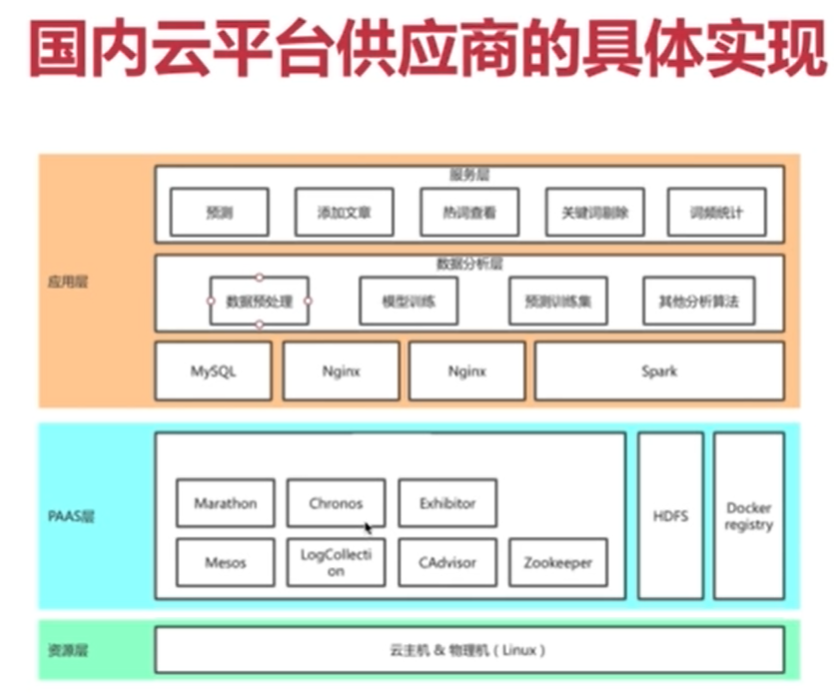 国内云平台供应商的具体实现
服务层
预测
添加文章
热词查看
关键词剔除
词频统计
应用层
数据分析层
数据预处理
模型训练
预测训练集
其他分析算法
MySQL
Nginx
Nginx
Spark
PAAS层
Marathon
Chronos
Exhibitor
Mesos
LogCollecti
on
CAdvisor
Zookeeper
HDFS
Docker
registry
资源层
云主机 & 物理机 ( Linux )